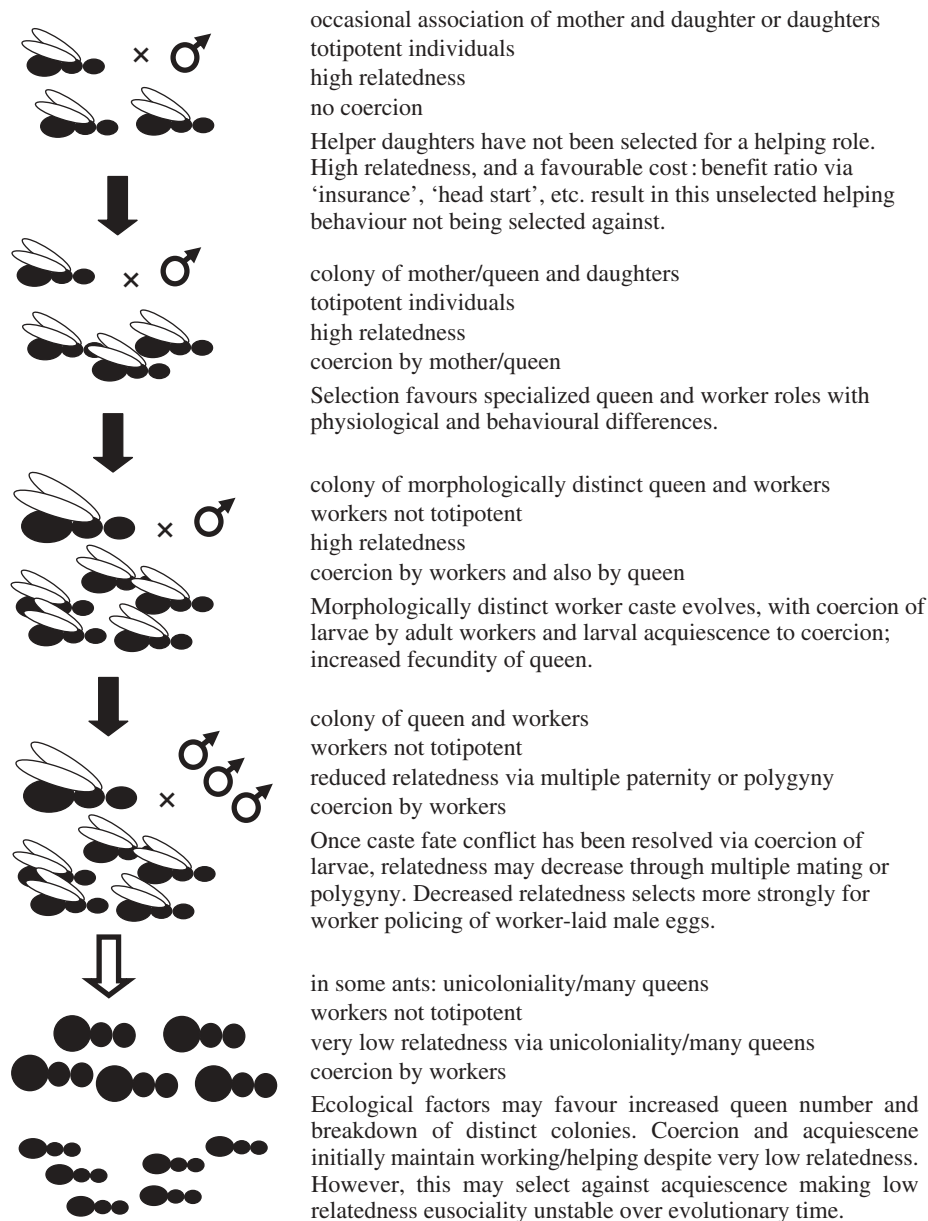 occasional association of mother and daughter or daughters
totipotent individuals
high relatedness
no coercion
Helper daughters have not been selected for a helping role.
High relatedness, and a favourable cost : benefit ratio via
‘insurance’, ‘head start’, etc. result in this unselected helping
behaviour not being selected against.
colony of mother/queen and daughters
totipotent individuals
high relatedness
coercion by mother/queen
Selection favours specialized queen and worker roles with
physiological and behavioural differences.
colony of morphologically distinct queen and workers
workers not totipotent
high relatedness
coercion by workers and also by queen
Morphologically distinct worker caste evolves, with coercion of
larvae by adult workers and larval acquiescence to coercion;
increased fecundity of queen.
colony of queen and workers
workers not totipotent
reduced relatedness via multiple paternity or polygyny
coercion by workers
Once caste fate conflict has been resolved via coercion of
larvae, relatedness may decrease through multiple mating or
polygyny. Decreased relatedness selects more strongly for
worker policing of worker-laid male eggs.
in some ants: unicoloniality/many queens
workers not totipotent
very low relatedness via unicoloniality/many queens
coercion by workers
Ecological factors may favour increased queen number and
breakdown of distinct colonies. Coercion and acquiescene
initially maintain working/helping despite very low relatedness.
However, this may select against acquiescence making low
relatedness eusociality unstable over evolutionary time.